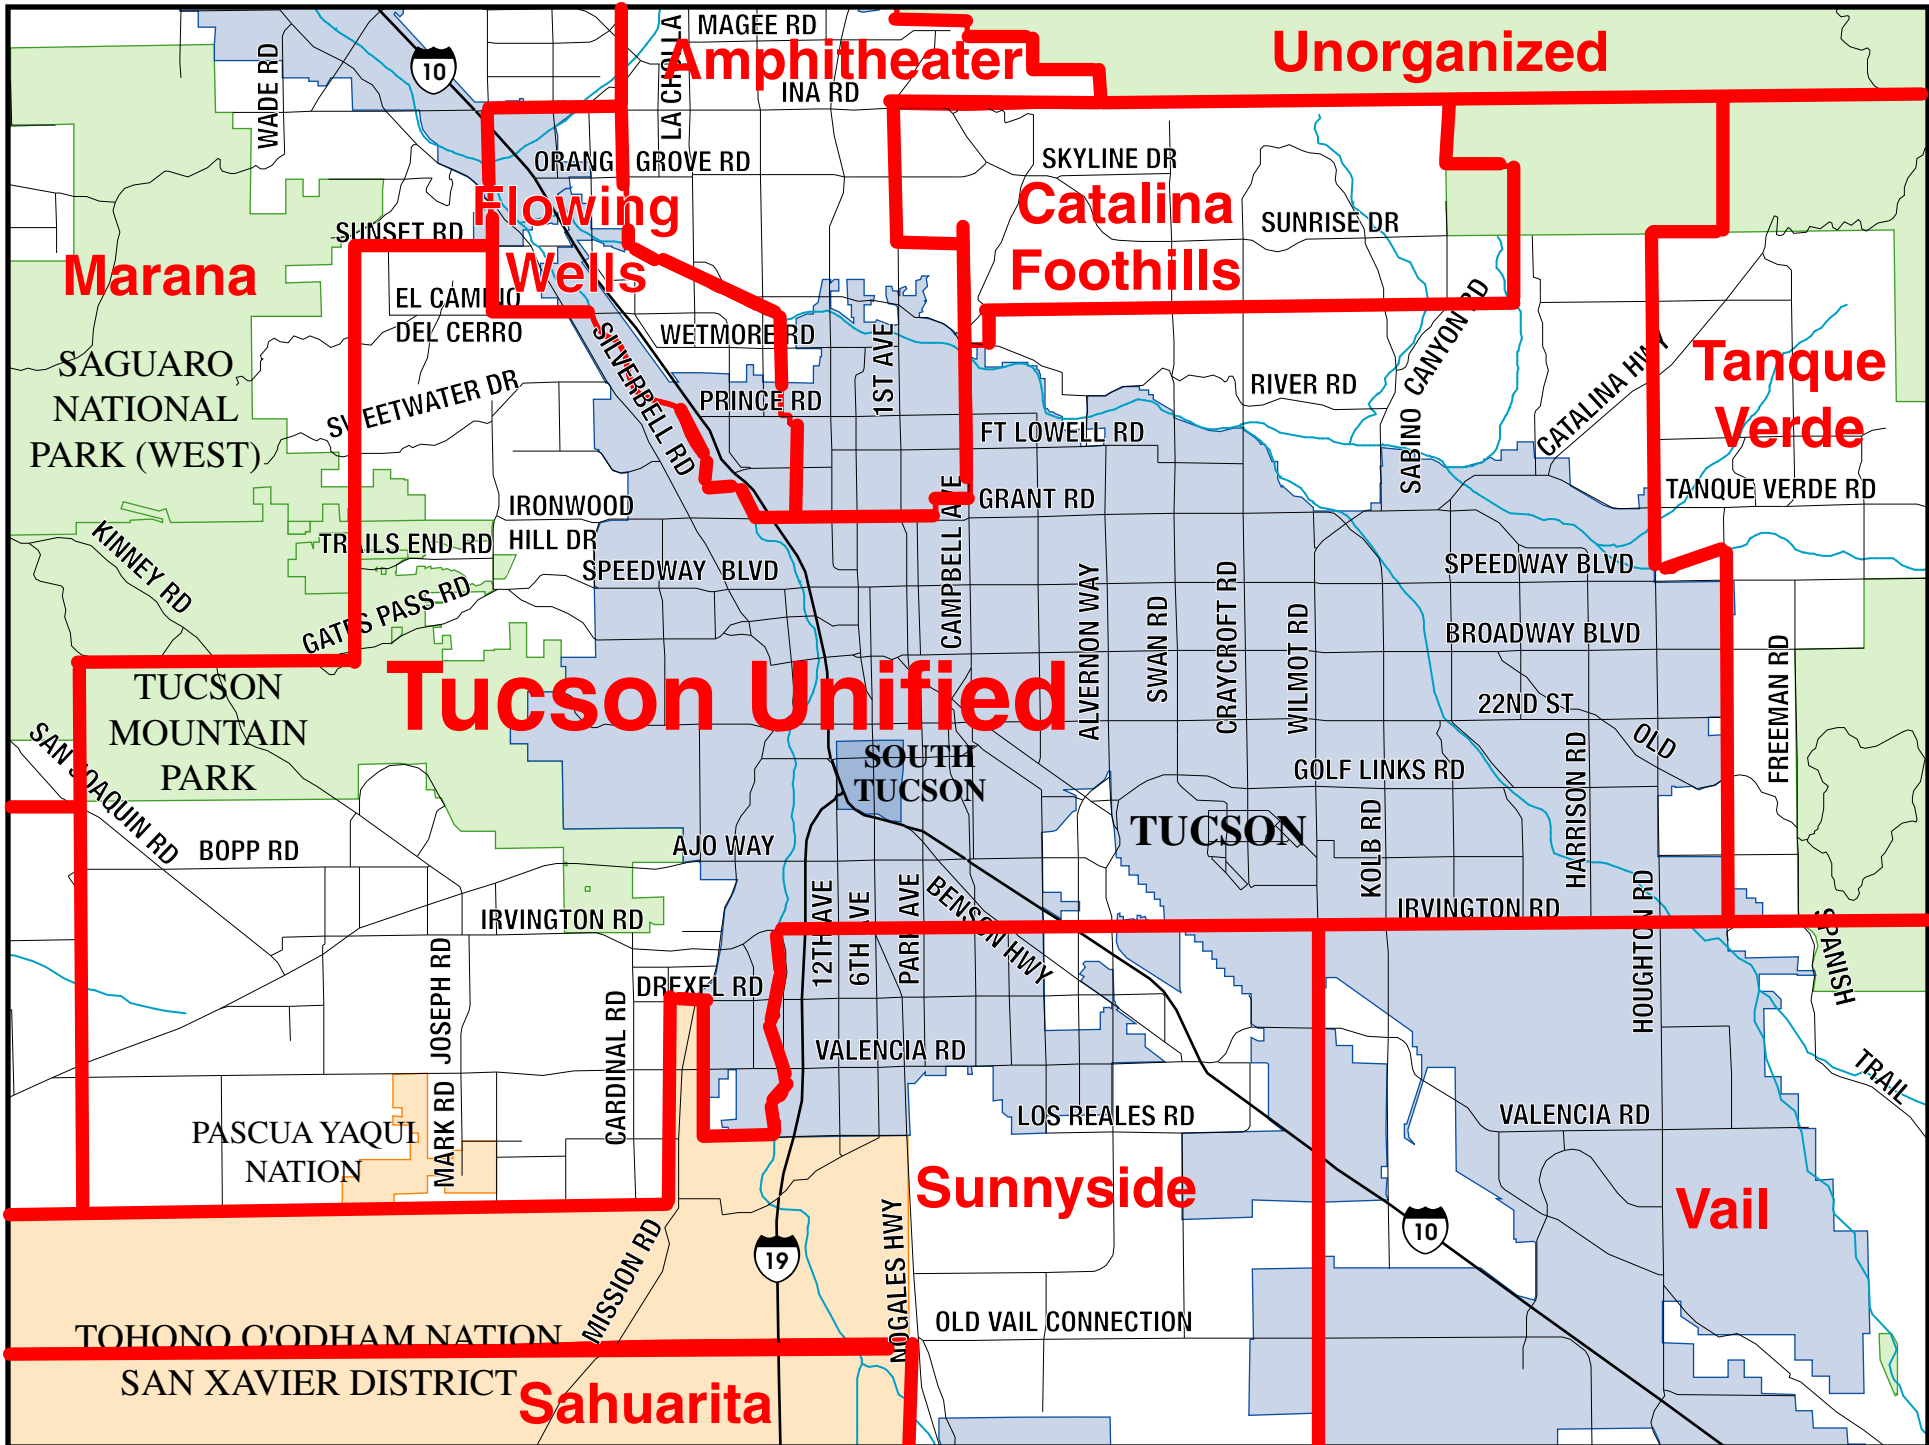 MAGEE RD
LA CHOLLA
Amphitheater
Unorganized
10
WADE RD
INA RD
ORANG GROVE RD
SKYLINE DR
Flowing
Wells
Catalina
Foothills
SUNRISE DR
SUNSET RD
Marana
EL CAMINO
DEL CERRO
SILVERBELL RD
WETMORE RD
1ST AVE
SABINO CANYON RD
CATALINA HWY
Tanque
Verde
SAGUARO
NATIONAL
PARK (WEST)
SWEETWATER DR
PRINCE RD
RIVER RD
FT LOWELL RD
TANQUE VERDE RD
GRANT RD
IRONWOOD
HILL DR
KINNEY RD
TRAILS END RD
GATES PASS RD
SPEEDWAY BLVD
CAMPBELL AVE
ALVERNON WAY
SWAN RD
CRAYCROFT RD
WILMOT RD
SPEEDWAY BLVD
BROADWAY BLVD
FREEMAN RD
TUCSON
MOUNTAIN
PARK
Tucson Unified
22ND ST
OLD
SAN JOAQUIN RD
SOUTH
TUCSON
GOLF LINKS RD
HARRISON RD
KOLB RD
TUCSON
BOPP RD
AJO WAY
12TH AVE
6TH AVE
PARK AVE
BENSON HWY
IRVINGTON RD
IRVINGTON RD
HOUGHTON RD
SPANISH
TRAIL
MARK RD
JOSEPH RD
CARDINAL RD
DREXEL RD
VALENCIA RD
LOS REALES RD
VALENCIA RD
PASCUA YAQUI
NATION
Sunnyside
Vail
MISSION RD
19
NOGALES HWY
10
OLD VAIL CONNECTION
TOHONO O'ODHAM NATION
SAN XAVIER DISTRICT
Sahuarita